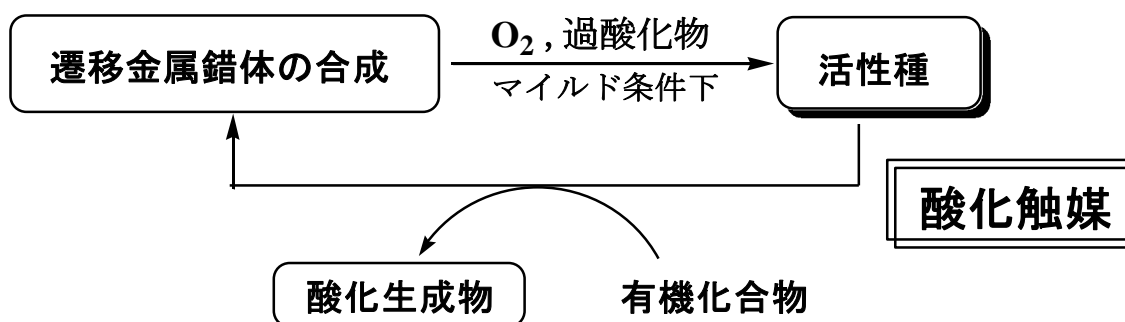 遷移金属錯体の合成
O2 , 過酸化物
マイルド条件下
活性種
酸化触媒
酸化生成物
有機化合物